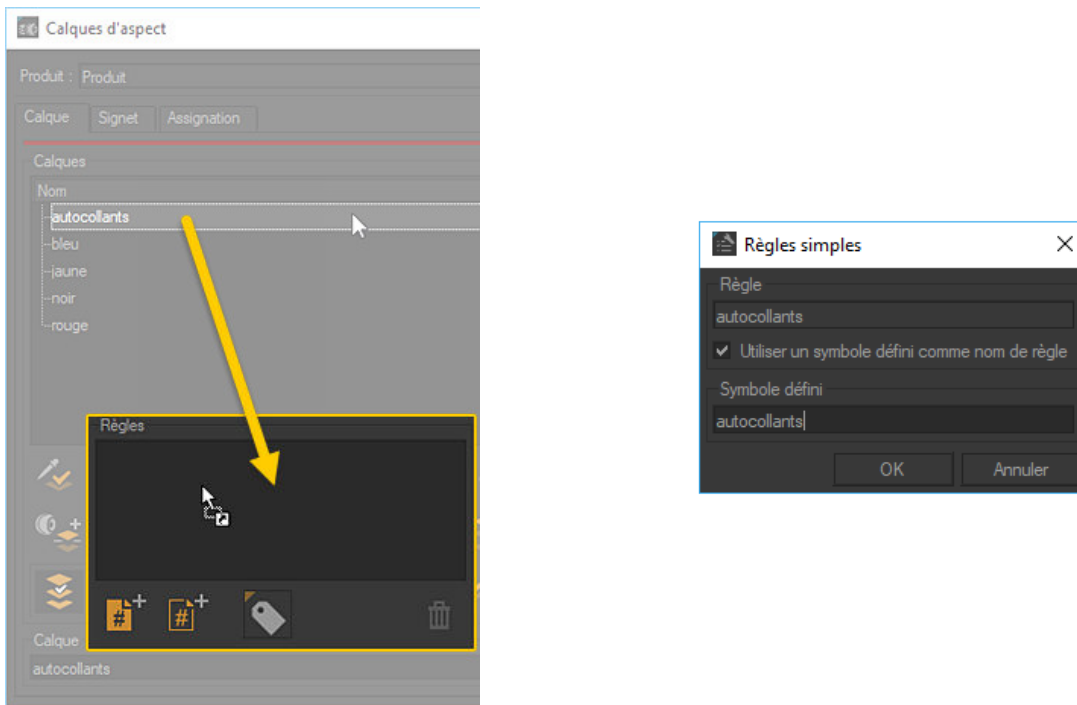 Calques d'aspect
Produit : Produit
Calque Signet Assignation
Calques
Nom
autocollants
bleu
jaune
noir
rouge
Règles
Calque
autocollants
Règles simples
Règle
autocollants
Utiliser un symbole défini comme nom de règle
Symbole défini
autocollants
OK Annuler